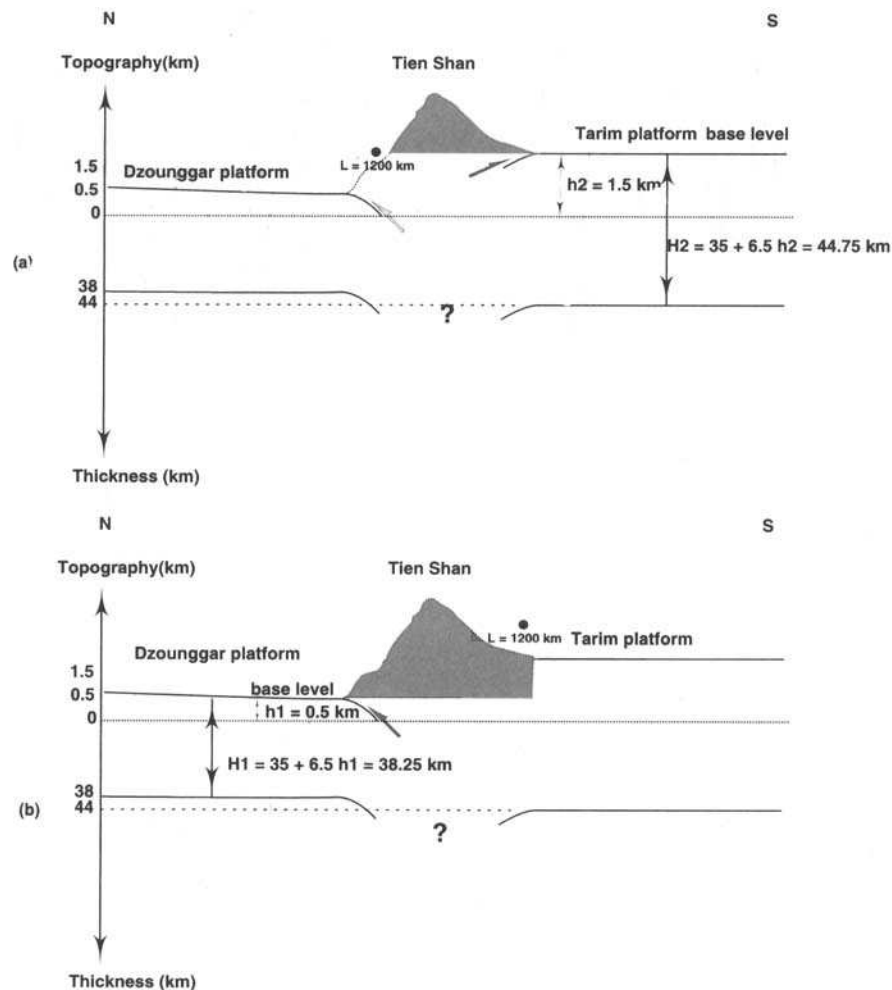 N S
Topography(km) Tien Shan
Tarim platform base level
L = 1200 km
Dzounggar platform
1.5
h2 = 1.5 km
0.5
0
H2 = 35 + 6.5 h2 = 44.75 km
(a)
38
44
?
Thickness (km)
N S
Topography(km) Tien Shan
L = 1200 km Tarim platform
Dzounggar platform
1.5
base level
0.5
h1 = 0.5 km
0
H1 = 35 + 6.5 h1 = 38.25 km
38
(b) 44
?
Thickness (km)